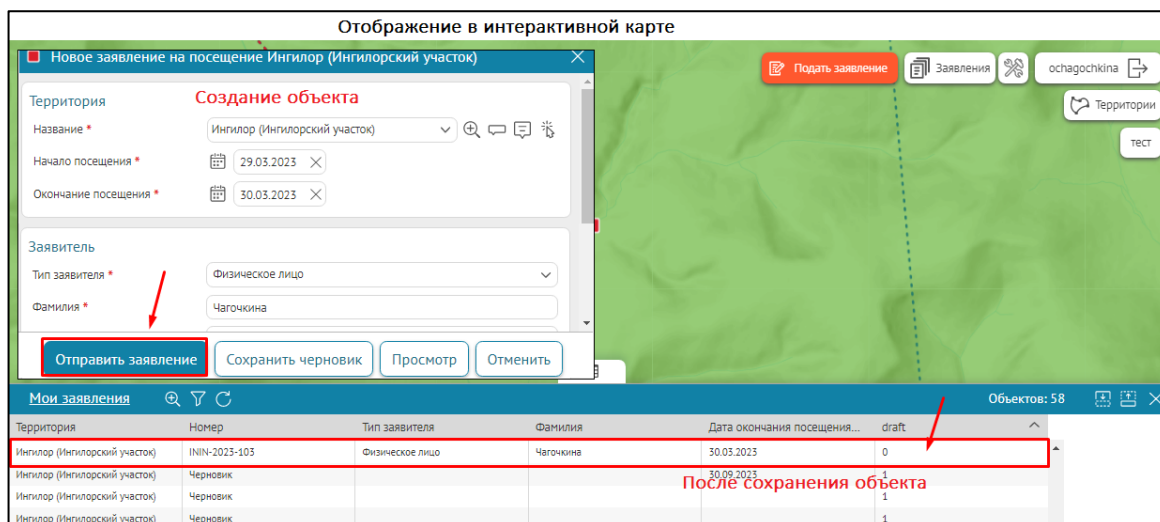 Отображение в интерактивной карте
Новое заявление на посещение Ингилор (Ингилорский участок)
Подать заявление
Заявления
ochagochkina
Территории
тест
Территория
Создание объекта
Название *
Ингилор (Ингилорский участок)
Начало посещения *
29.03.2023
Окончание посещения *
30.03.2023
Заявитель
Тип заявителя *
Физическое лицо
Фамилия *
Чагочкина
Отправить заявление
Сохранить черновик
Просмотр
Отменить
Мои заявления
Объектов: 58
Территория Номер Тип заявителя Фамилия Дата окончания посещения... draft
Ингилор (Ингилорский участок) ININ-2023-103 Физическое лицо Чагочкина 30.03.2023 0
Ингилор (Ингилорский участок) Черновик 30.09.2023 1
После сохранения объекта
Ингилор (Ингилорский участок) Черновик 1
Ингилор (Ингилорский участок) Черновик 1